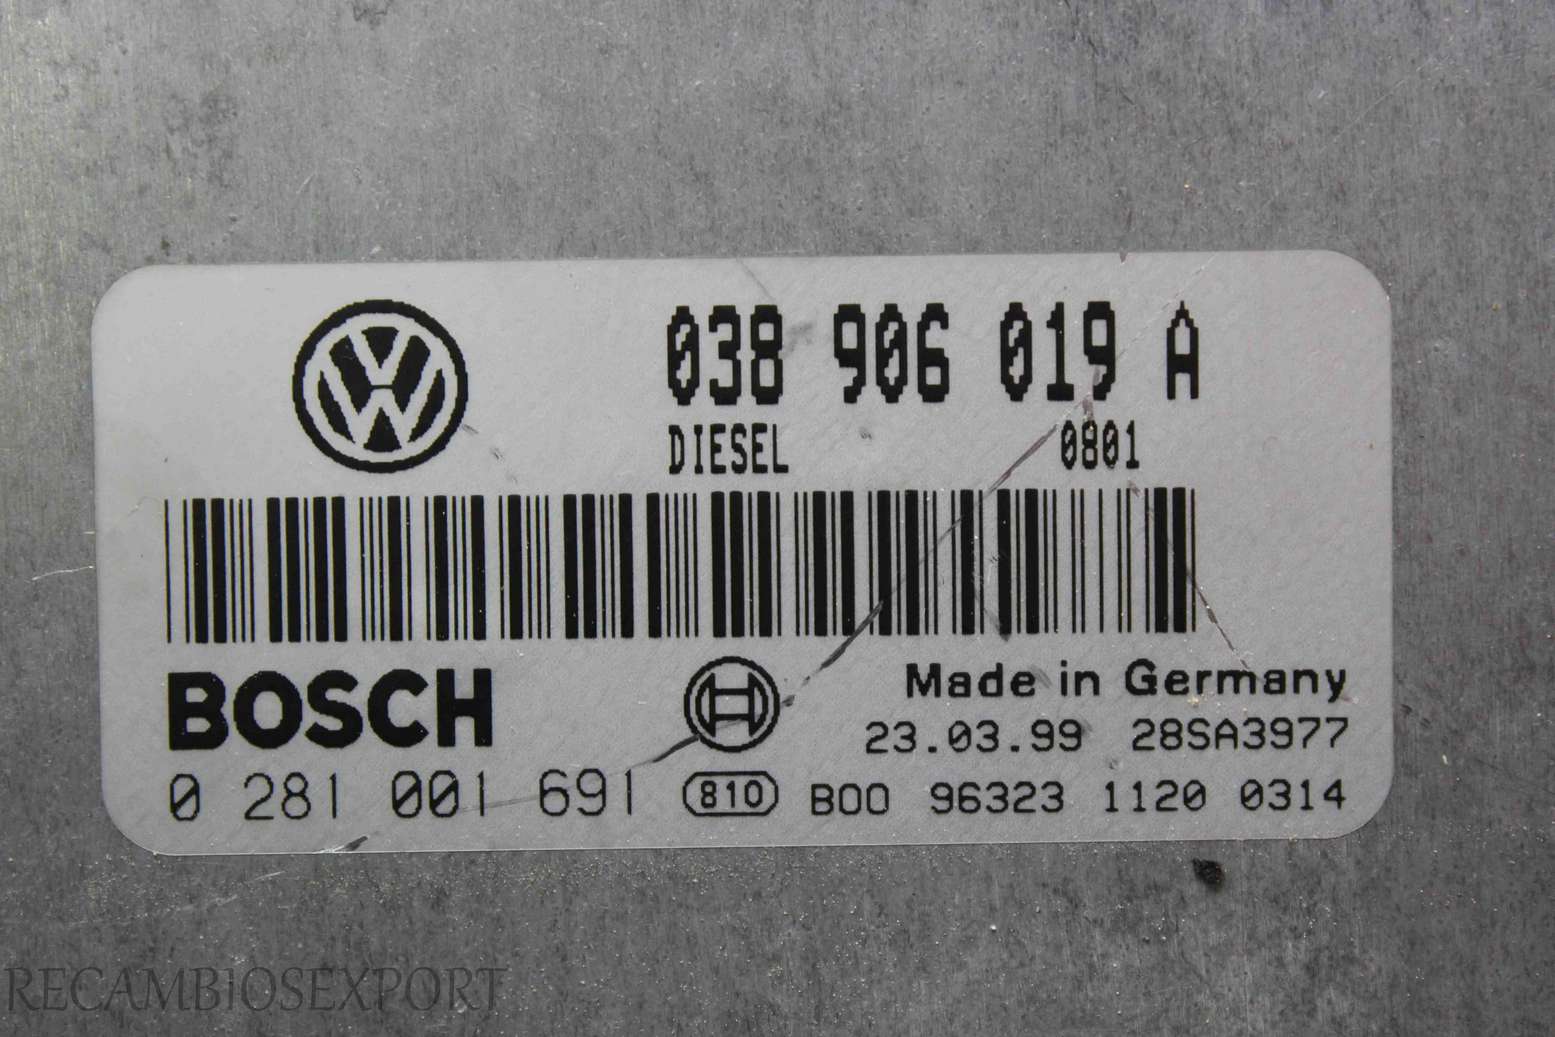 038 906 019 A
DIESEL 0801
BOSCH
Made in Germany
23.03.99 28SA3977
0 281 001 691 810 B00 96323 1120 0314
RECAMBiOSEXPORT